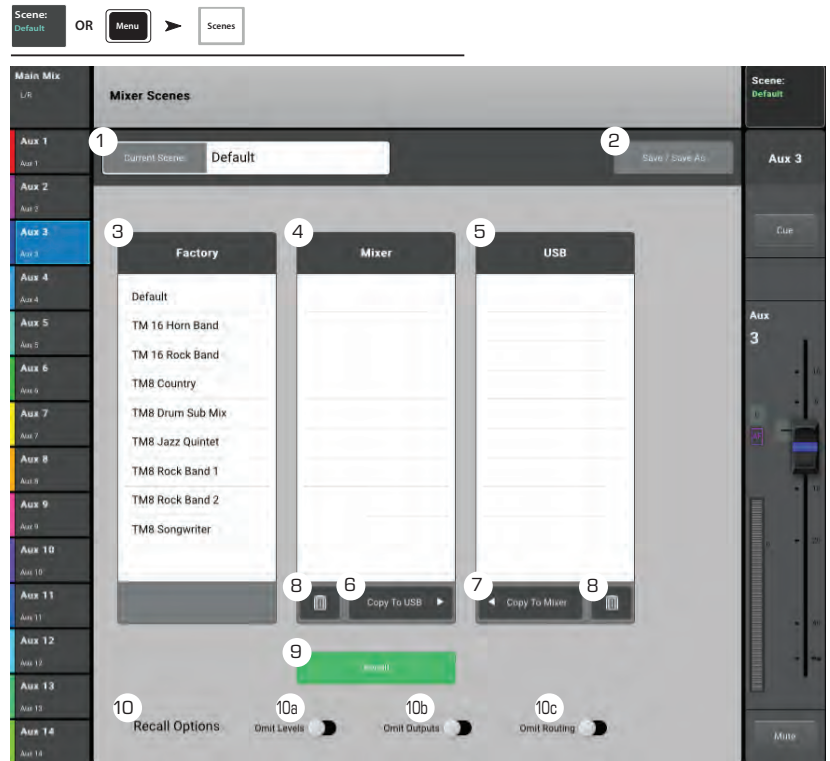 Scene:
Default
OR
Menu
Scenes
Main Mix
L/R
Mixer Scenes
Scene:
Default
Aux 1
Aux 1
Aux 2
Aux 2
Aux 3
Aux 3
Aux 4
Aux 4
Aux 5
Aux 5
Aux 6
Aux 6
Aux 7
Aux 7
Aux 8
Aux 8
Aux 9
Aux 9
Aux 10
Aux 10
Aux 11
Aux 11
Aux 12
Aux 12
Aux 13
Aux 13
Aux 14
Aux 14
1
Current Scene:
Default
2
Save / Save As
3
Factory
Default
TM 16 Horn Band
TM 16 Rock Band
TM8 Country
TM8 Drum Sub Mix
TM8 Jazz Quintet
TM8 Rock Band 1
TM8 Rock Band 2
TM8 Songwriter
4
Mixer
8
6
Copy To USB
5
USB
7
Copy To Mixer
8
9
Recall
10
Recall Options
10a
Omit Levels
10b
Omit Outputs
10c
Omit Routing
Aux 3
Cue
Aux
3
10
20
Mute